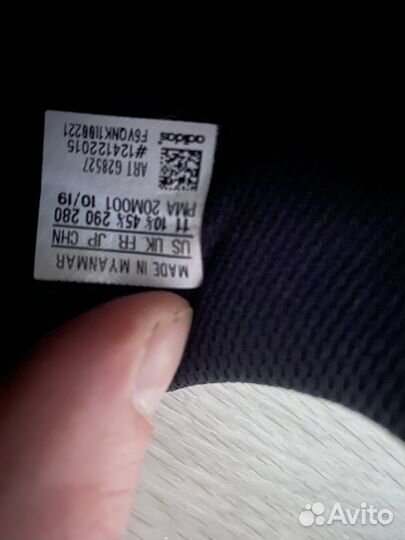 MADE IN MYANMAR
US UK FR JP CHN
11 10½ 45⅓ 290 280
PMA 20M001 10/19
ART G28527
#124122015
adidas
Avito